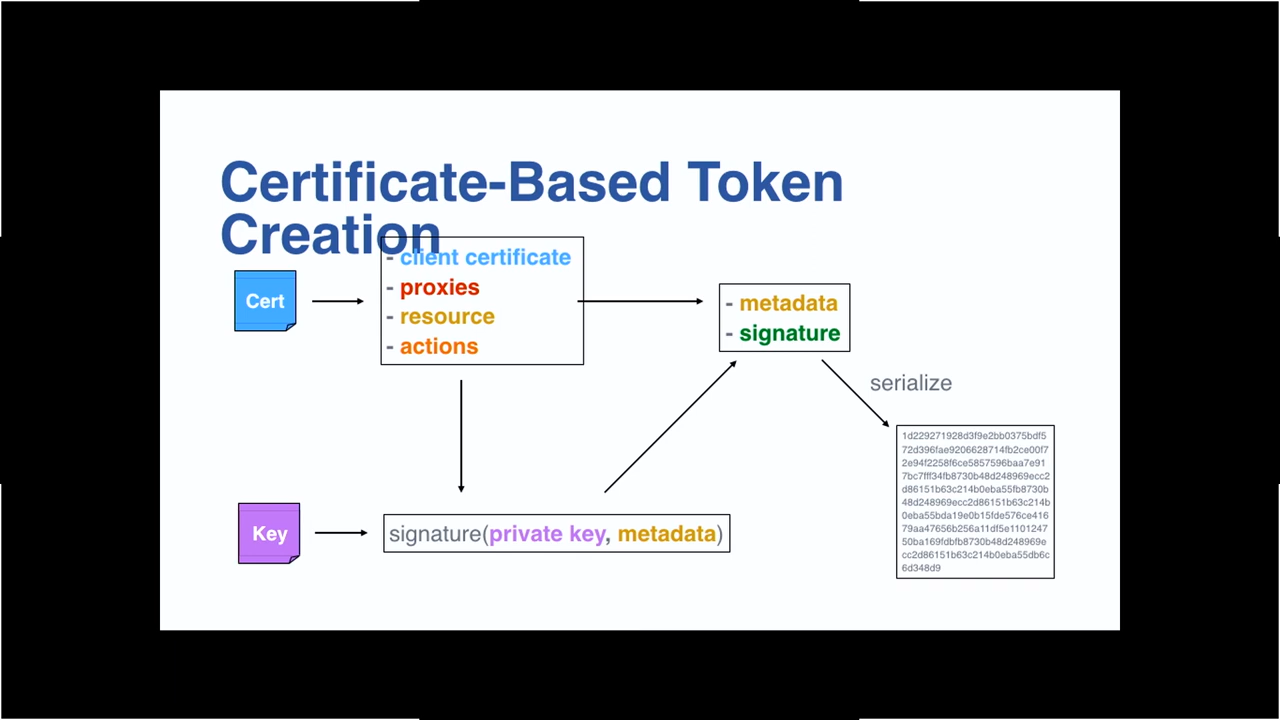 Certificate-Based Token
Creation
- client certificate
- proxies
- resource
- actions
Cert
- metadata
- signature
serialize
1d229271928d3f9e2bb0375bdf5
72d396fae9206628714fb2ce00f7
2e94f2258f6ce5857596baa7e91
7bc7fff34fb8730b48d248969ecc2
d86151b63c214b0eba55fb8730b
48d248969ecc2d86151b63c214b
0eba55bda19e0b15fde576ce416
79aa47656b256a11df5e1101247
50ba169fdbfb8730b48d248969e
cc2d86151b63c214b0eba55db6c
6d348d9
Key
signature(private key, metadata)